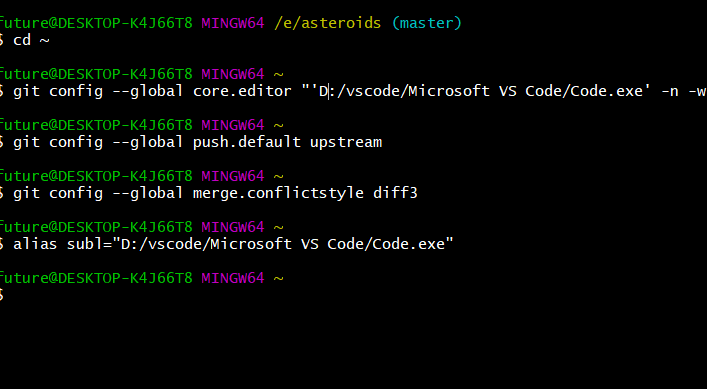 future@DESKTOP-K4J66T8 MINGW64 /e/asteroids (master)
$ cd ~
future@DESKTOP-K4J66T8 MINGW64 ~
$ git config --global core.editor "'D:/vscode/Microsoft VS Code/Code.exe' -n -w
future@DESKTOP-K4J66T8 MINGW64 ~
$ git config --global push.default upstream
future@DESKTOP-K4J66T8 MINGW64 ~
$ git config --global merge.conflictstyle diff3
future@DESKTOP-K4J66T8 MINGW64 ~
$ alias subl="D:/vscode/Microsoft VS Code/Code.exe"
future@DESKTOP-K4J66T8 MINGW64 ~
$